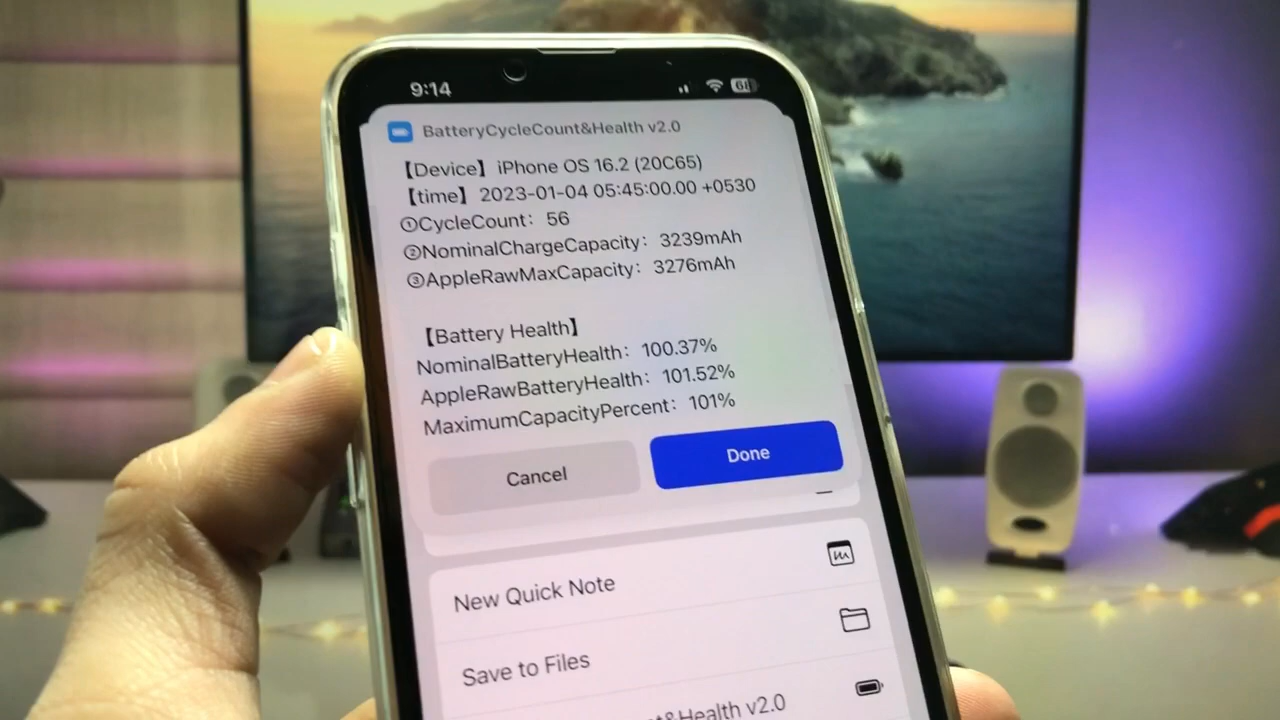 9:14
61
BatteryCycleCount&Health v2.0
【Device】iPhone OS 16.2 (20C65)
【time】2023-01-04 05:45:00.00 +0530
①CycleCount：56
②NominalChargeCapacity：3239mAh
③AppleRawMaxCapacity：3276mAh
【Battery Health】
NominalBatteryHealth：100.37%
AppleRawBatteryHealth：101.52%
MaximumCapacityPercent：101%
Cancel
Done
New Quick Note
Save to Files
t&Health v2.0